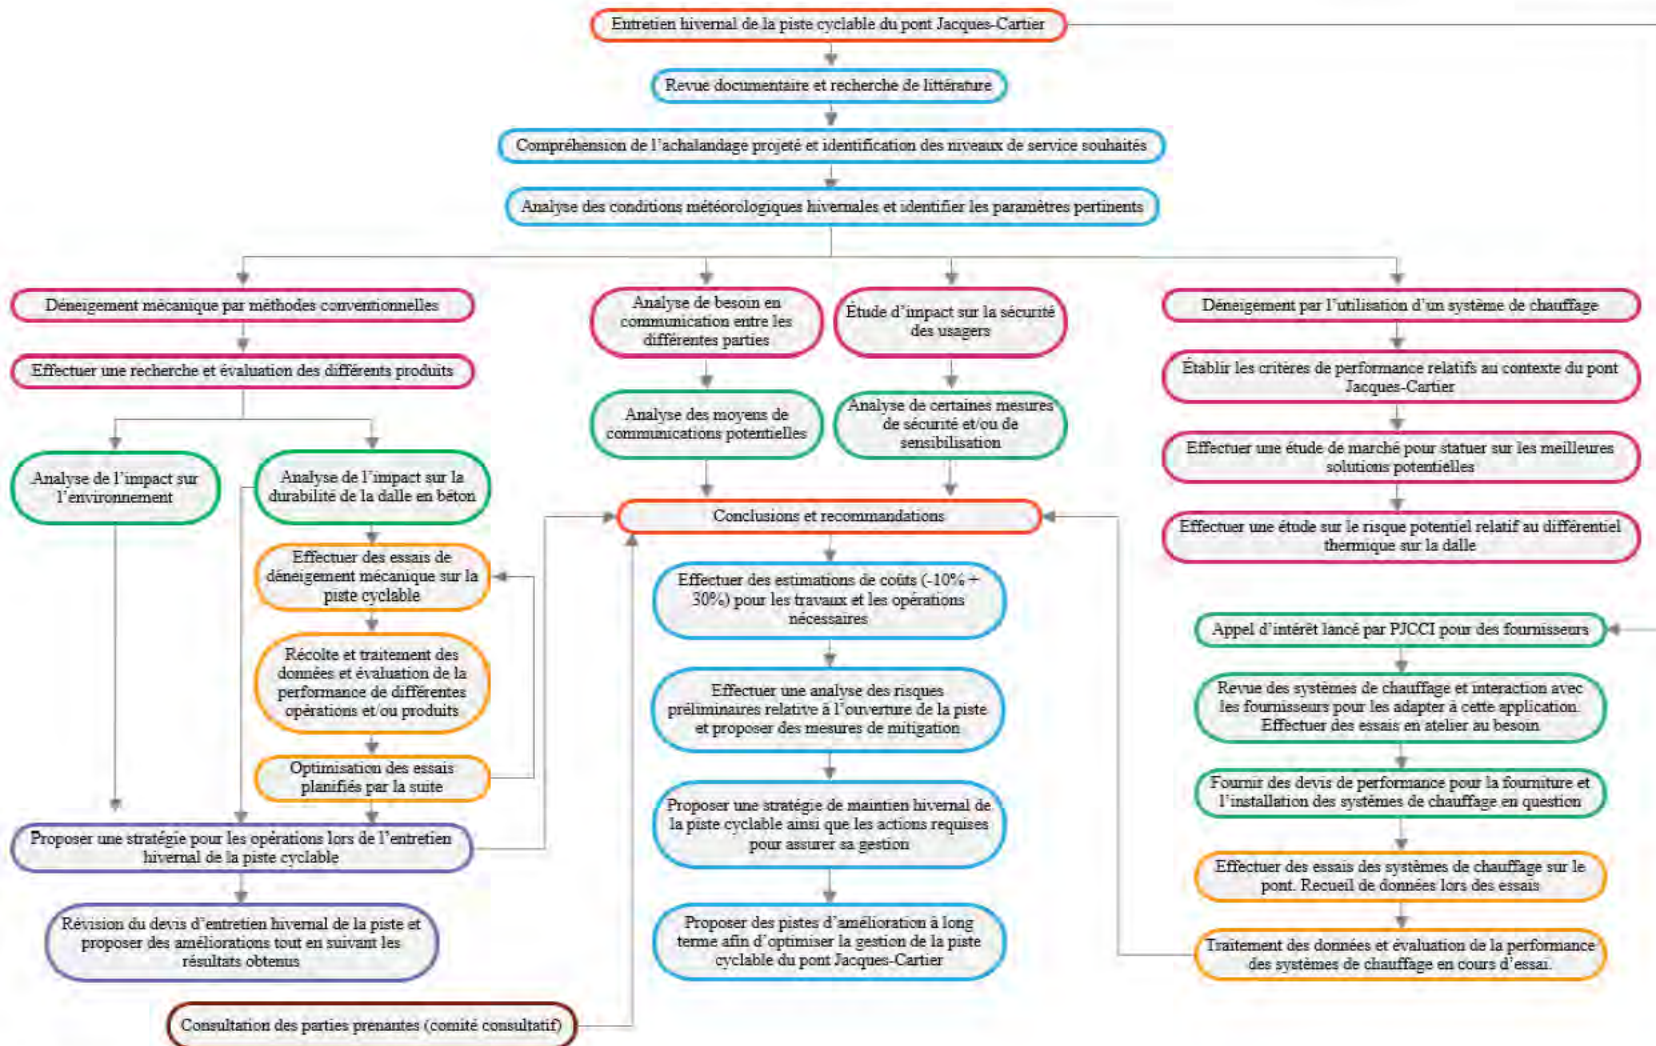 Entretien hivernal de la piste cyclable du pont Jacques-Cartier
Revue documentaire et recherche de littérature
Compréhension de l'achalandage projeté et identification des niveaux de service souhaités
Analyse des conditions météorologiques hivernales et identifier les paramètres pertinents
Déneigement mécanique par méthodes conventionnelles
Effectuer une recherche et évaluation des différents produits
Analyse de l'impact sur
l'environnement
Analyse de l'impact sur la
durabilité de la dalle en béton
Effectuer des essais de
déneigement mécanique sur la
piste cyclable
Récolte et traitement des
données et évaluation de la
performance de différentes
opérations et/ou produits
Optimisation des essais
planifiés par la suite
Proposer une stratégie pour les opérations lors de l'entretien
hivernal de la piste cyclable
Révision du devis d'entretien hivernal de la piste et
proposer des améliorations tout en suivant les
résultats obtenus
Consultation des parties prenantes (comité consultatif)
Analyse de besoin en
communication entre les
différentes parties
Analyse des moyens de
communications potentielles
Étude d'impact sur la sécurité
des usagers
Analyse de certaines mesures
de sécurité et/ou de
sensibilisation
Conclusions et recommandations
Effectuer des estimations de coûts (-10% +
30%) pour les travaux et les opérations
nécessaires
Effectuer une analyse des risques
préliminaires relative à l'ouverture de la piste
et proposer des mesures de mitigation
Proposer une stratégie de maintien hivernal de
la piste cyclable ainsi que les actions requises
pour assurer sa gestion
Proposer des pistes d'amélioration à long
terme afin d'optimiser la gestion de la piste
cyclable du pont Jacques-Cartier
Déneigement par l'utilisation d'un système de chauffage
Établir les critères de performance relatifs au contexte du pont
Jacques-Cartier
Effectuer une étude de marché pour statuer sur les meilleures
solutions potentielles
Effectuer une étude sur le risque potentiel relatif au différentiel
thermique sur la dalle
Appel d'intérêt lancé par PJCCI pour des fournisseurs
Revue des systèmes de chauffage et interaction avec
les fournisseurs pour les adapter à cette application.
Effectuer des essais en atelier au besoin
Fournir des devis de performance pour la fourniture et
l'installation des systèmes de chauffage en question
Effectuer des essais des systèmes de chauffage sur le
pont. Recueil de données lors des essais
Traitement des données et évaluation de la performance
des systèmes de chauffage en cours d'essai.